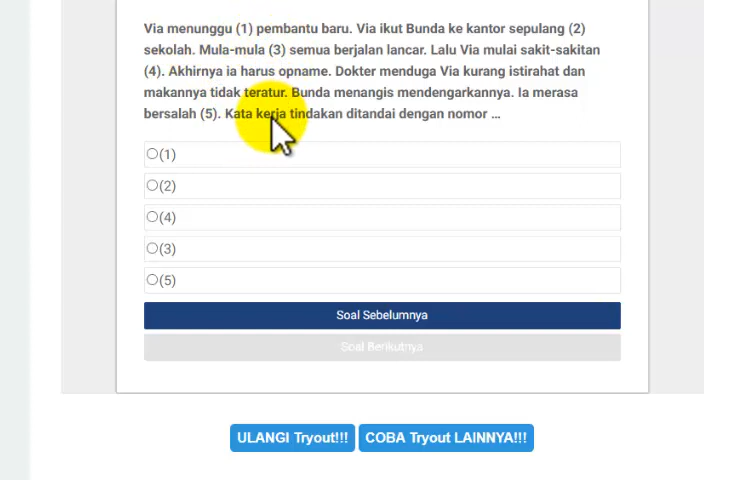 Via menunggu (1) pembantu baru. Via ikut Bunda ke kantor sepulang (2)
sekolah. Mula-mula (3) semua berjalan lancar. Lalu Via mulai sakit-sakitan
(4). Akhirnya ia harus opname. Dokter menduga Via kurang istirahat dan
makannya tidak teratur. Bunda menangis mendengarkannya. Ia merasa
bersalah (5). Kata kerja tindakan ditandai dengan nomor ...
(1)
(2)
(4)
(3)
(5)
Soal Sebelumnya
Soal Berikutnya
ULANGI Tryout!!! COBA Tryout LAINNYA!!!